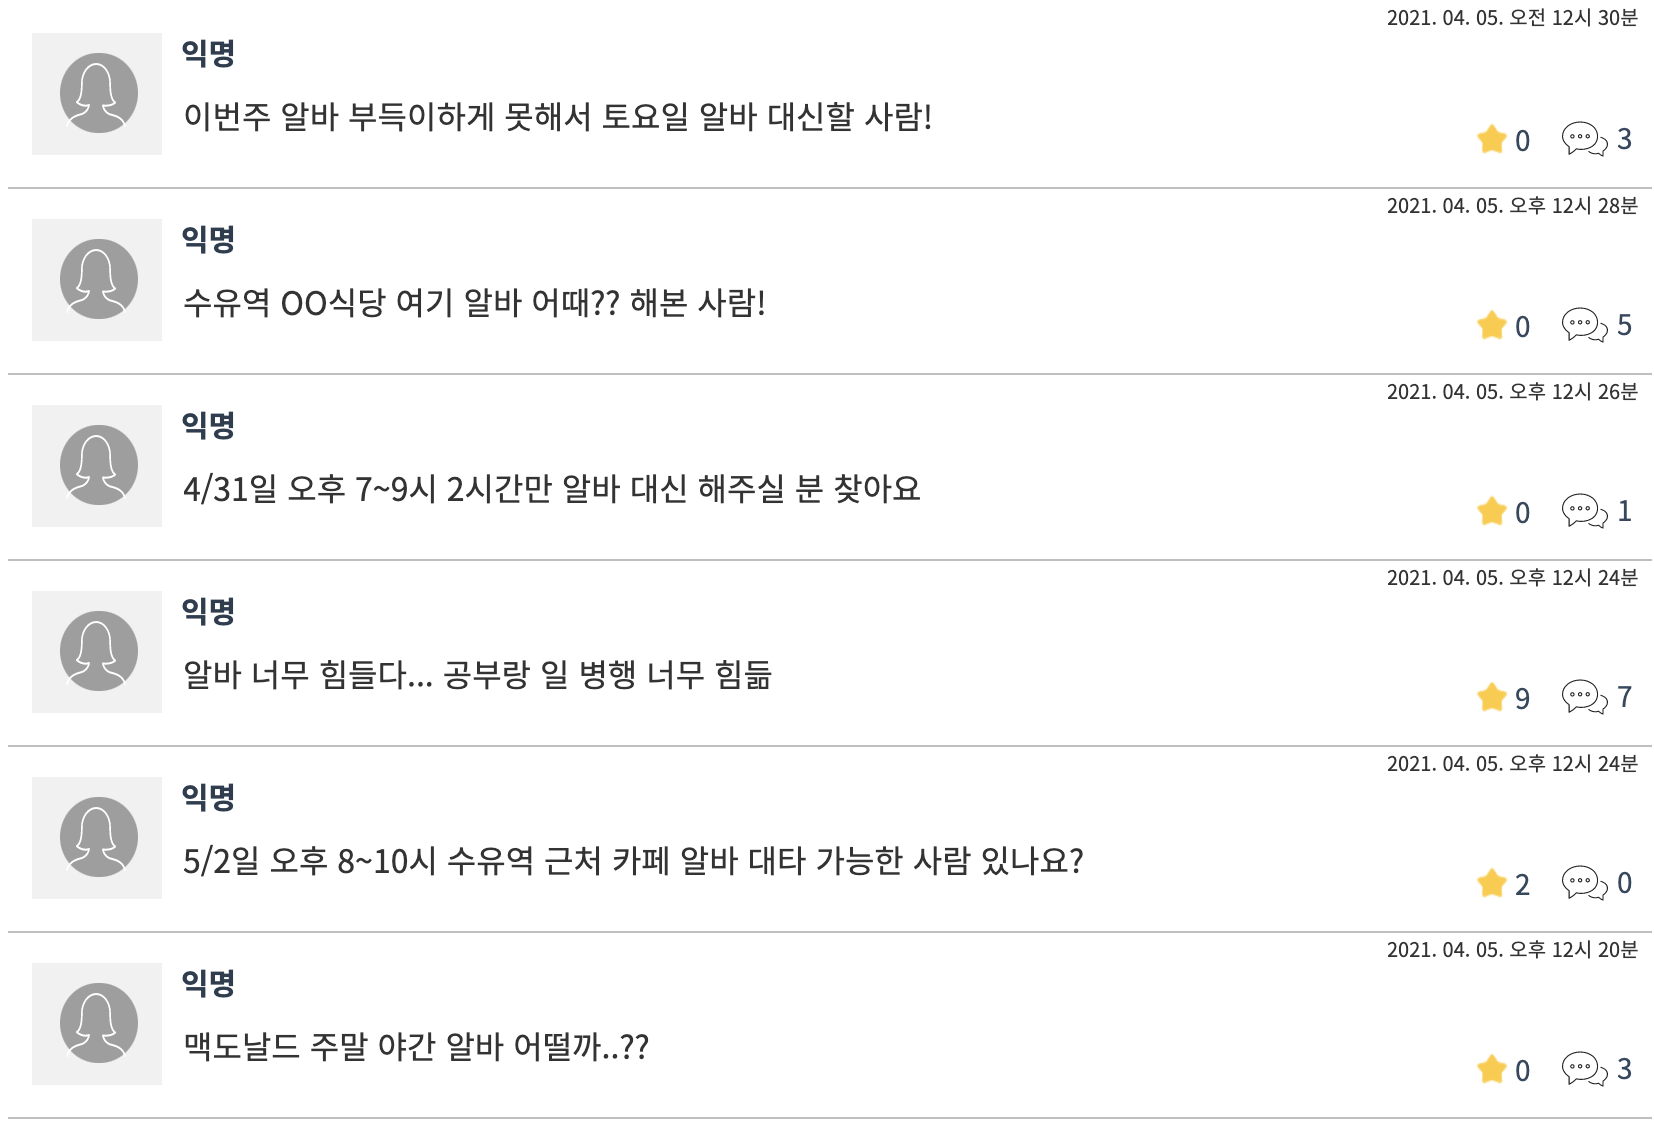 2021. 04. 05. 오전 12시 30분
익명
이번주 알바 부득이하게 못해서 토요일 알바 대신할 사람!
0 3
2021. 04. 05. 오후 12시 28분
익명
수유역 OO식당 여기 알바 어때?? 해본 사람!
0 5
2021. 04. 05. 오후 12시 26분
익명
4/31일 오후 7~9시 2시간만 알바 대신 해주실 분 찾아요
0 1
2021. 04. 05. 오후 12시 24분
익명
알바 너무 힘들다... 공부랑 일 병행 너무 힘듦
9 7
2021. 04. 05. 오후 12시 24분
익명
5/2일 오후 8~10시 수유역 근처 카페 알바 대타 가능한 사람 있나요?
2 0
2021. 04. 05. 오후 12시 20분
익명
맥도날드 주말 야간 알바 어떨까..??
0 3